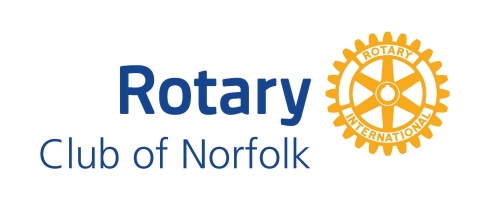 Rotary
Club of Norfolk
ROTARY
INTERNATIONAL